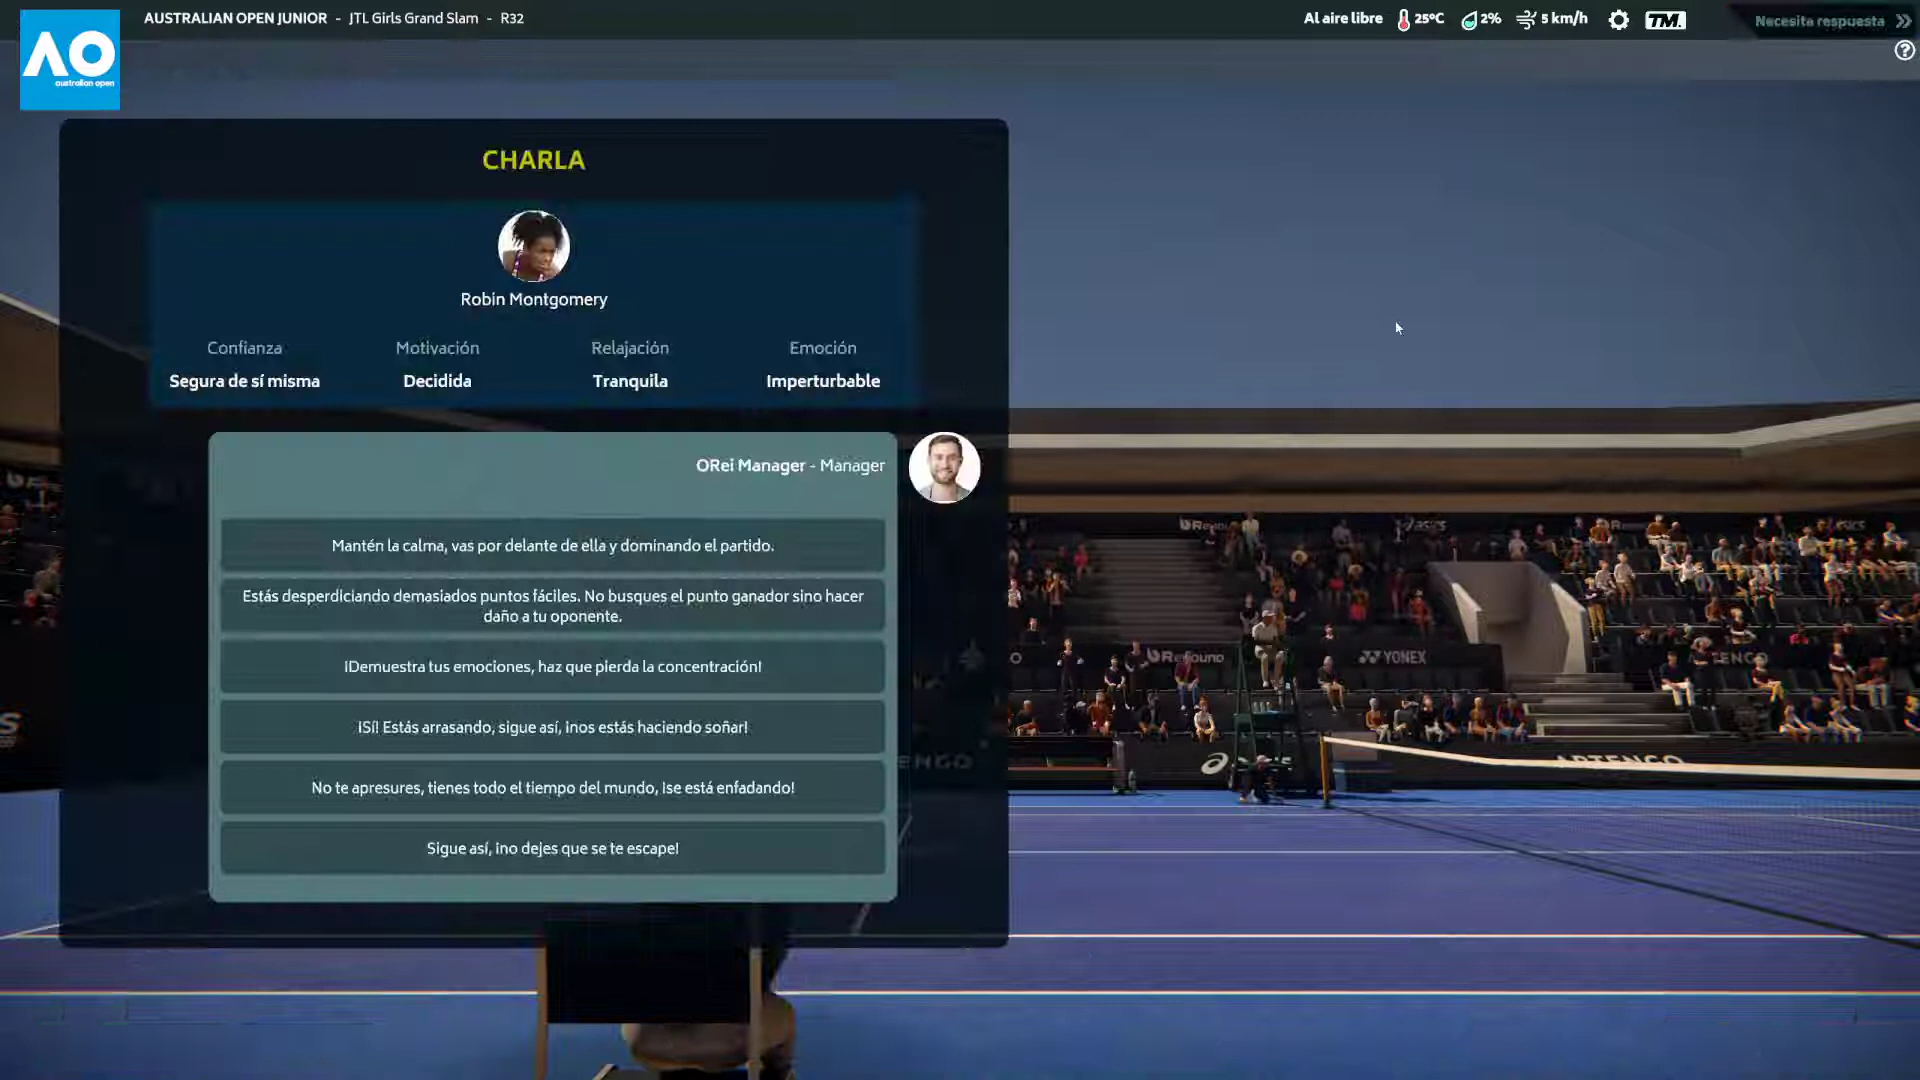 AUSTRALIAN OPEN JUNIOR - JTL Girls Grand Slam - R32
Al aire libre 25ºC 2% 5 km/h TM. Necesita respuesta
AO
australian open
CHARLA
Robin Montgomery
Confianza Motivación Relajación Emoción
Segura de sí misma Decidida Tranquila Imperturbable
ORei Manager - Manager
Mantén la calma, vas por delante de ella y dominando el partido.
Estás desperdiciando demasiados puntos fáciles. No busques el punto ganador sino hacer
daño a tu oponente.
¡Demuestra tus emociones, haz que pierda la concentración!
¡Sí! Estás arrasando, sigue así, ¡nos estás haciendo soñar!
No te apresures, tienes todo el tiempo del mundo, ¡se está enfadando!
Sigue así, ¡no dejes que se te escape!
asics
YONEX
ARTENGO